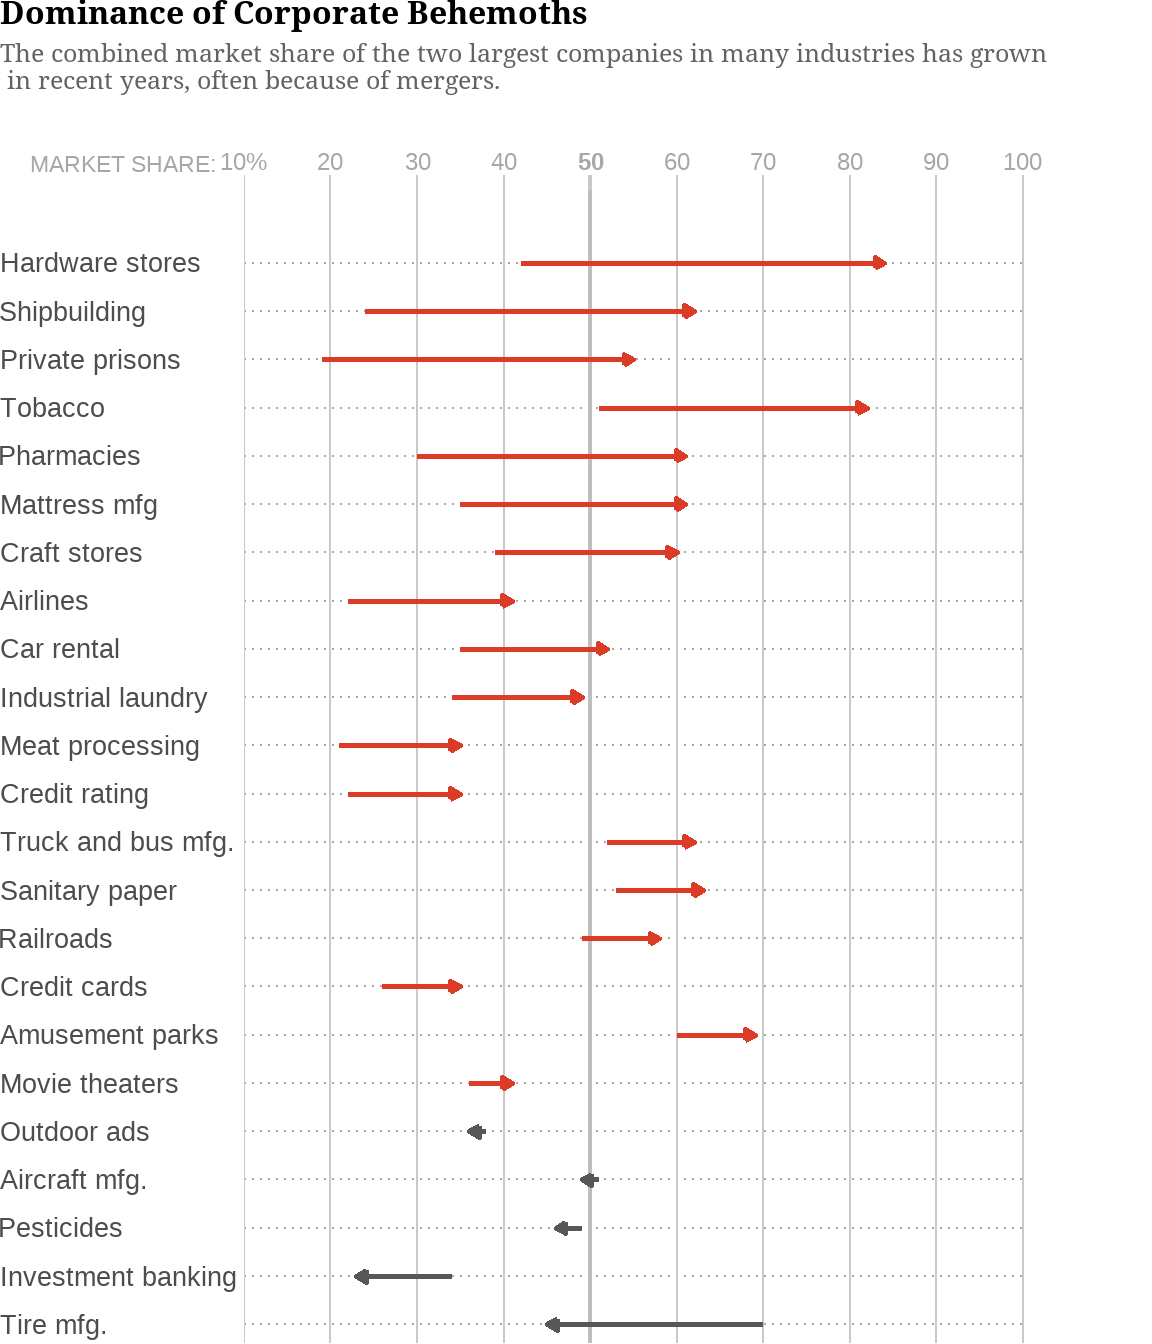 Dominance of Corporate Behemoths
The combined market share of the two largest companies in many industries has grown
in recent years, often because of mergers.
MARKET SHARE: 10% 20 30 40 50 60 70 80 90 100
Hardware stores
Shipbuilding
Private prisons
Tobacco
Pharmacies
Mattress mfg
Craft stores
Airlines
Car rental
Industrial laundry
Meat processing
Credit rating
Truck and bus mfg.
Sanitary paper
Railroads
Credit cards
Amusement parks
Movie theaters
Outdoor ads
Aircraft mfg.
Pesticides
Investment banking
Tire mfg.